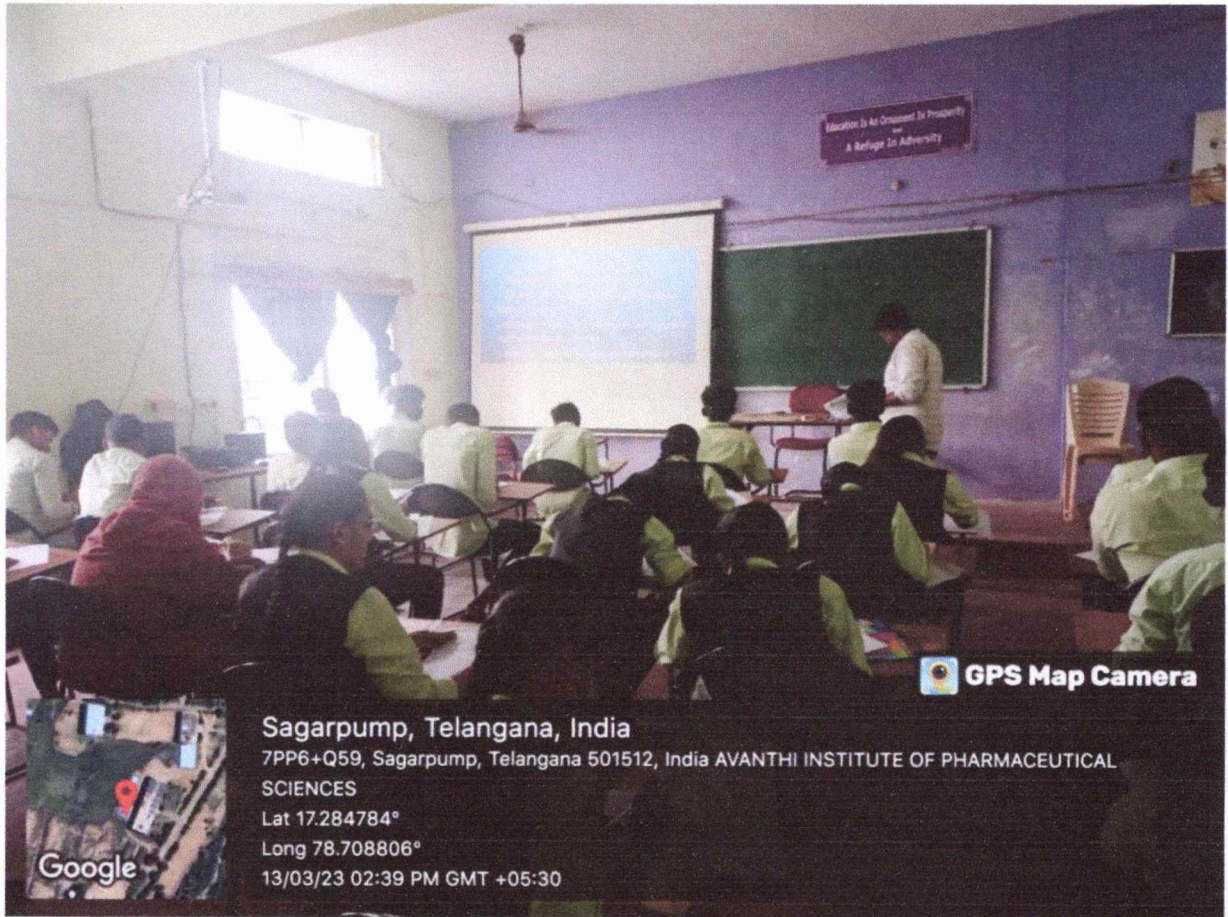 Education Is An Ornament In Prosperity
And
A Refuge In Adversity
GPS Map Camera
Sagarpump, Telangana, India
7PP6+Q59, Sagarpump, Telangana 501512, India AVANTHI INSTITUTE OF PHARMACEUTICAL
SCIENCES
Lat 17.284784°
Long 78.708806°
13/03/23 02:39 PM GMT +05:30
Google